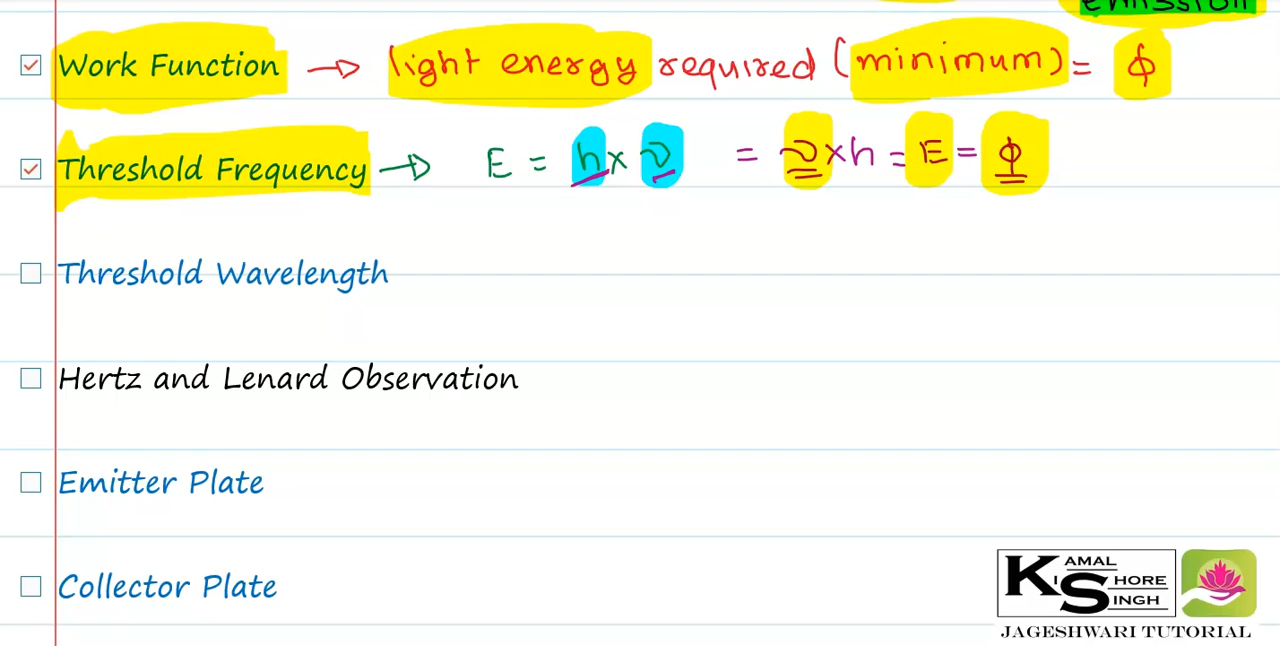 emission
Work Function → light energy required (minimum) = ϕ
Threshold Frequency → E = h × ν = ν × h = E = ϕ
Threshold Wavelength
Hertz and Lenard Observation
Emitter Plate
Collector Plate
KAMAL
KISHORE
SINGH
JAGESHWARI TUTORIAL